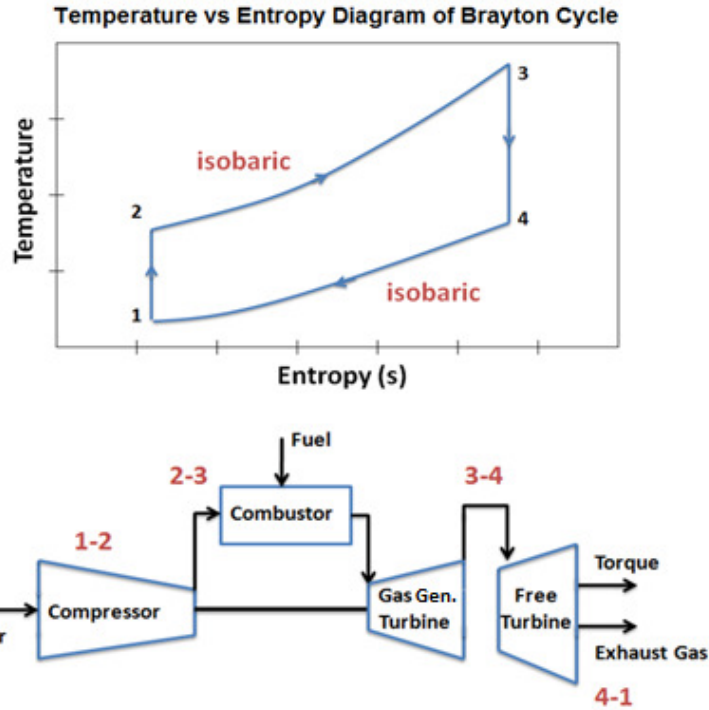 Temperature vs Entropy Diagram of Brayton Cycle
3
isobaric
2
4
Temperature
isobaric
1
Entropy (s)
Fuel
2-3
3-4
Combustor
1-2
Torque
Gas Gen.
Free
Compressor
Turbine
Turbine
r
Exhaust Gas
4-1